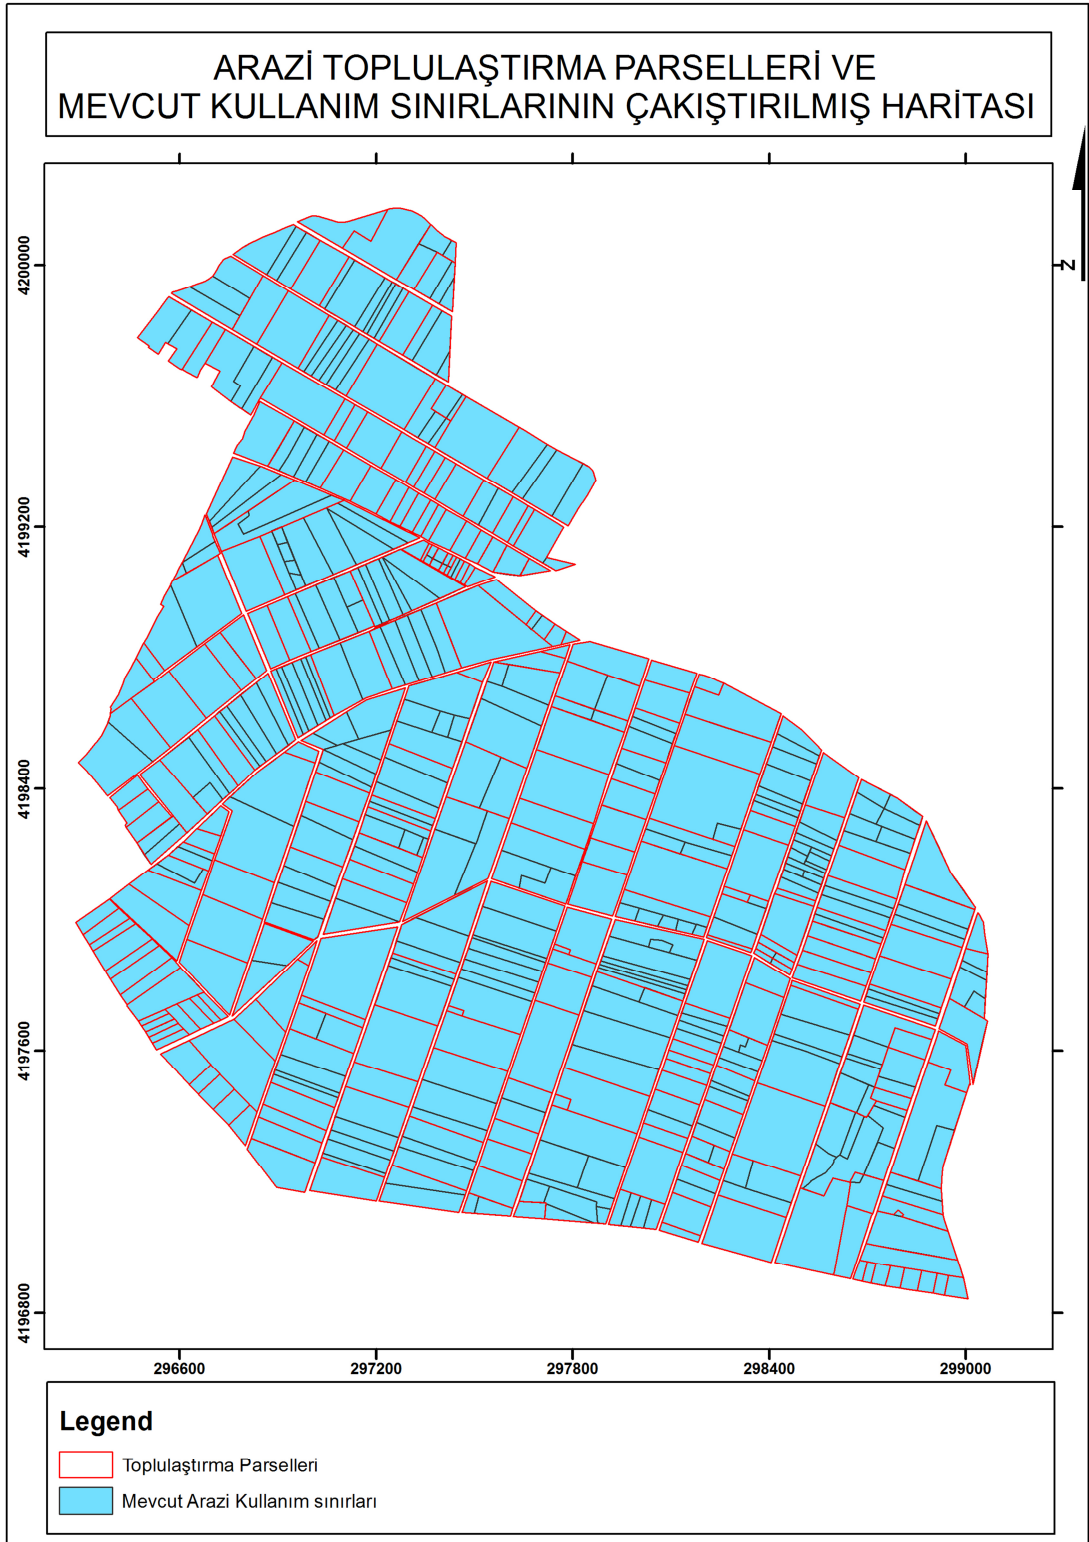 ARAZİ TOPLULAŞTIRMA PARSELLERİ VE
MEVCUT KULLANIM SINIRLARININ ÇAKIŞTIRILMIŞ HARİTASI
Z
4200000
4199200
4198400
4197600
4196800
296600 297200 297800 298400 299000
Legend
Toplulaştırma Parselleri
Mevcut Arazi Kullanım sınırları